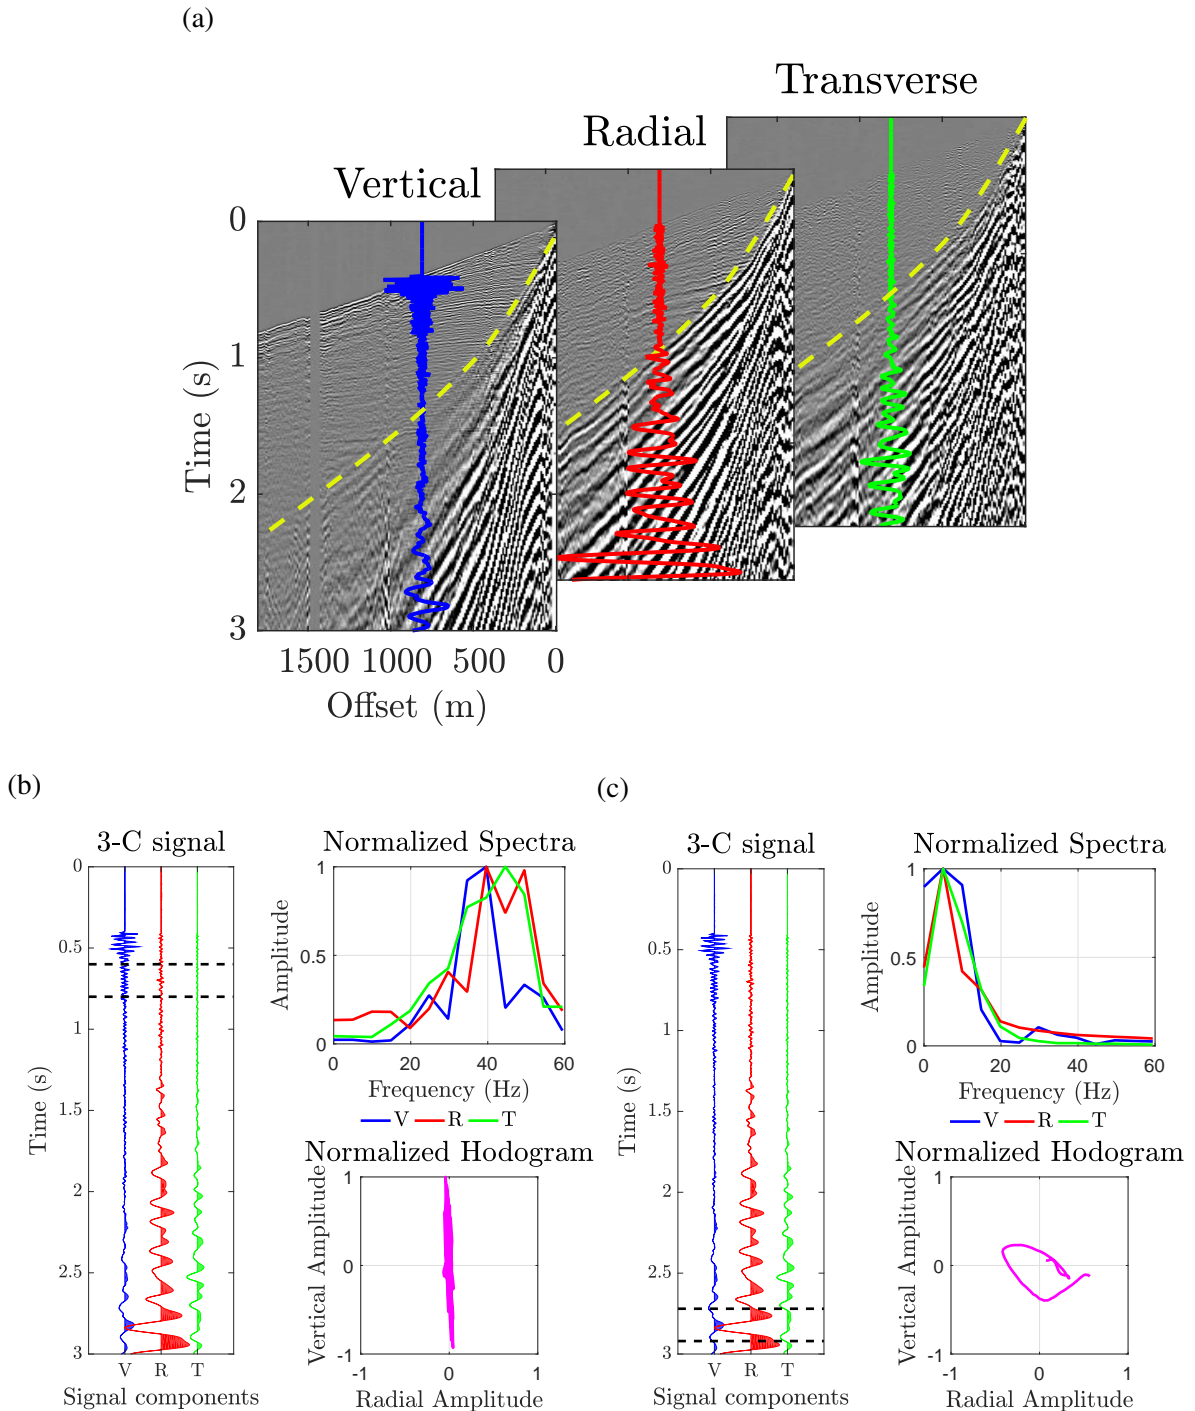 (a)
Transverse
Radial
Vertical
0
1
2
3
Time (s)
1500 1000 500 0
Offset (m)
(b)
3-C signal
0
0.5
1
1.5
2
2.5
3
Time (s)
V R T
Signal components
Normalized Spectra
1
0.5
0
Amplitude
0 20 40 60
Frequency (Hz)
V R T
Normalized Hodogram
1
0
-1
Vertical Amplitude
-1 0 1
Radial Amplitude
(c)
3-C signal
0
0.5
1
1.5
2
2.5
3
Time (s)
V R T
Signal components
Normalized Spectra
1
0.5
0
Amplitude
0 20 40 60
Frequency (Hz)
V R T
Normalized Hodogram
1
0
-1
Vertical Amplitude
-1 0 1
Radial Amplitude